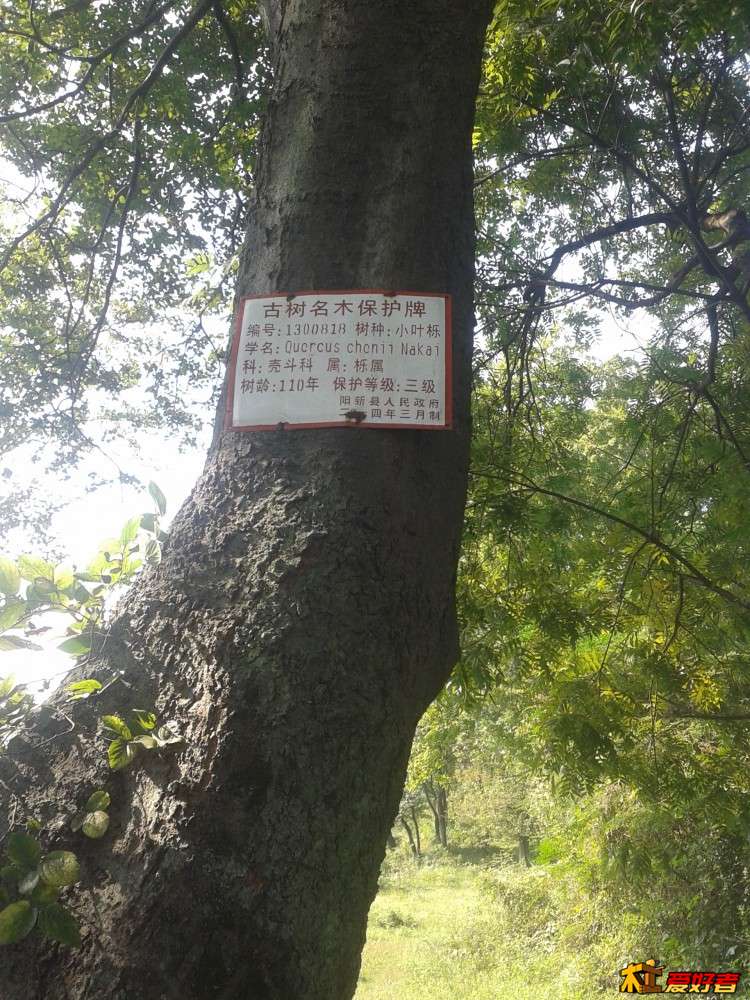 古树名木保护牌
编号:1300818 树种:小叶栎
学名:Quercus chenii Nakai
科:壳斗科 属:栎属
树龄:110年 保护等级:三级
阳新县人民政府
四年三月制
杜爱好者